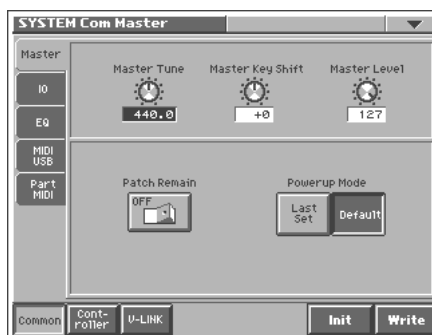 SYSTEM Com Master
Master
IO
EQ
MIDI
USB
Part
MIDI
Master Tune
440.0
Master Key Shift
+0
Master Level
127
Patch Remain
OFF
Powerup Mode
Last
Set
Default
Common
Cont-
roller
V-LINK
Init
Write